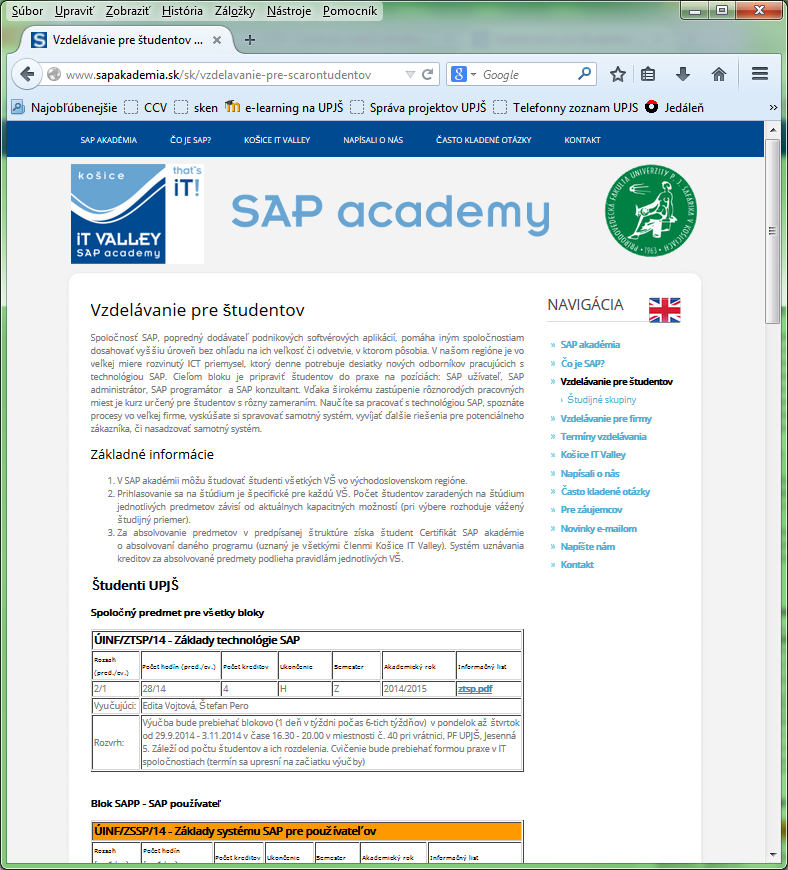 Súbor Upraviť Zobraziť História Záložky Nástroje Pomocník
Vzdelávanie pre študentov ...
www.sapakademia.sk/sk/vzdelavanie-pre-scarontudentov
Google
Najobľúbenejšie CCV sken e-learning na UPJŠ Správa projektov UPJŠ Telefonny zoznam UPJS Jedáleň
SAP AKADÉMIA ČO JE SAP? KOŠICE IT VALLEY NAPÍSALI O NÁS ČASTO KLADENÉ OTÁZKY KONTAKT
košice
that's iT!
iT VALLEY
SAP academy
SAP academy
PRÍRODOVEDECKÁ FAKULTA UNIVERZITY P. J. ŠAFÁRIKA V KOŠICIACH
1963
Vzdelávanie pre študentov
Spoločnosť SAP, popredný dodávateľ podnikových softvérových aplikácií, pomáha iným spoločnostiam
dosahovať vyššiu úroveň bez ohľadu na ich veľkosť či odvetvie, v ktorom pôsobia. V našom regióne je vo
veľkej miere rozvinutý ICT priemysel, ktorý denne potrebuje desiatky nových odborníkov pracujúcich s
technológiou SAP. Cieľom bloku je pripraviť študentov do praxe na pozíciách: SAP užívateľ, SAP
administrátor, SAP programátor a SAP konzultant. Vďaka širokému zastúpenie rôznorodých pracovných
miest je kurz určený pre študentov s rôzny zameraním. Naučíte sa pracovať s technológiou SAP, spoznáte
procesy vo veľkej firme, vyskúšate si spravovať samotný systém, vyvíjať ďalšie riešenia pre potenciálneho
zákazníka, či nasadzovať samotný systém.
Základné informácie
1. V SAP akadémii môžu študovať študenti všetkých VŠ vo východoslovenskom regióne.
2. Prihlasovanie sa na štúdium je špecifické pre každú VŠ. Počet študentov zaradených na štúdium
jednotlivých predmetov závisí od aktuálnych kapacitných možností (pri výbere rozhoduje vážený
študijný priemer).
3. Za absolvovanie predmetov v predpísanej štruktúre získa študent Certifikát SAP akadémie
o absolvovaní daného programu (uznaný je všetkými členmi Košice IT Valley). Systém uznávania
kreditov za absolvované predmety podlieha pravidlám jednotlivých VŠ.
Študenti UPJŠ
Spoločný predmet pre všetky bloky
ÚINF/ZTSP/14 - Základy technológie SAP
Rozsah (pred./cv.) Počet hodín (pred./cv.) Počet kreditov Ukončenie Semester Akademický rok Informačný list
2/1 28/14 4 H Z 2014/2015 ztsp.pdf
Vyučujúci: Edita Vojtová, Štefan Pero
Rozvrh: Výučba bude prebiehať blokovo (1 deň v týždni počas 6-tich týždňov) v pondelok až štvrtok
od 29.9.2014 - 3.11.2014 v čase 16.30 - 20.00 v miestnosti č. 40 pri vrátnici, PF UPJŠ, Jesenná
5. Záleží od počtu študentov a ich rozdelenia. Cvičenie bude prebiehať formou praxe v IT
spoločnostiach (termín sa upresní na začiatku výučby)
Blok SAPP - SAP používateľ
ÚINF/ZSSP/14 - Základy systému SAP pre používateľov
Rozsah Počet hodín Počet kreditov Ukončenie Semester Akademický rok Informačný list
NAVIGÁCIA
» SAP akadémia
» Čo je SAP?
» Vzdelávanie pre študentov
› Študijné skupiny
» Vzdelávanie pre firmy
» Termíny vzdelávania
» Košice IT Valley
» Napísali o nás
» Často kladené otázky
» Pre záujemcov
» Novinky e-mailom
» Napíšte nám
» Kontakt